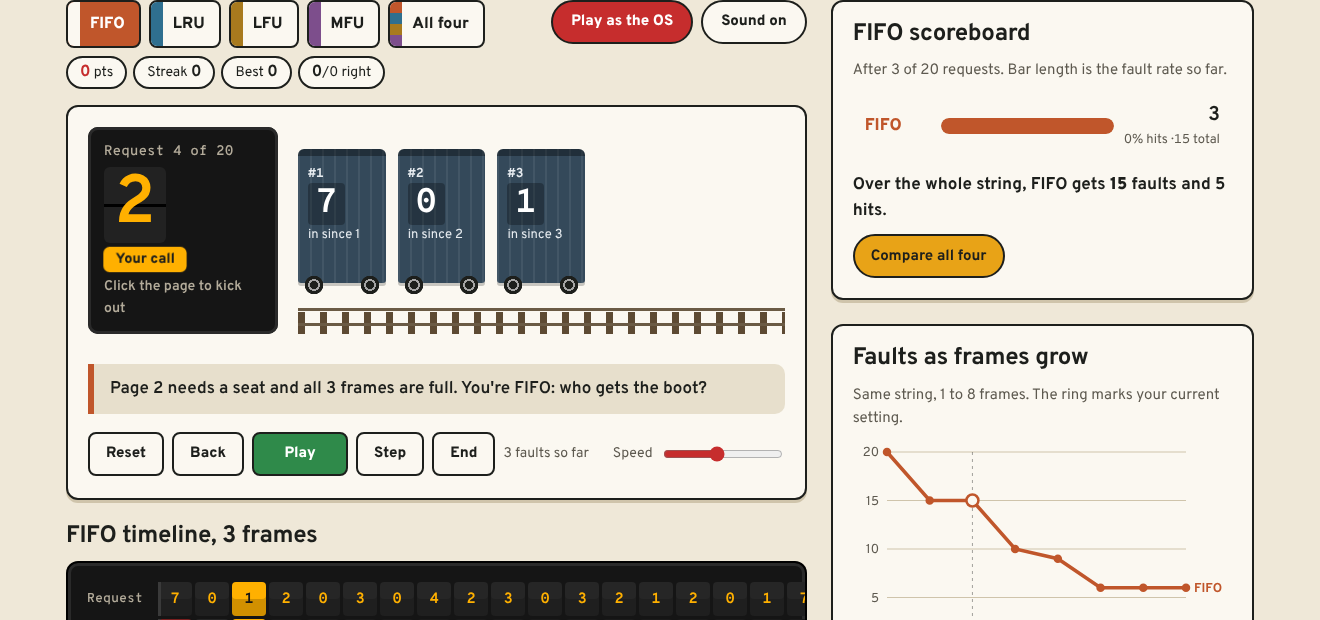 FIFO
LRU
LFU
MFU
All four
Play as the OS
Sound on
0 pts
Streak 0
Best 0
0/0 right
Request 4 of 20
2
Your call
Click the page to kick
out
#1
7
in since 1
#2
0
in since 2
#3
1
in since 3
Page 2 needs a seat and all 3 frames are full. You're FIFO: who gets the boot?
Reset
Back
Play
Step
End
3 faults so far
Speed
FIFO timeline, 3 frames
Request 7 0 1 2 0 3 0 4 2 3 0 3 2 1 2 0 1 7
FIFO scoreboard
After 3 of 20 requests. Bar length is the fault rate so far.
FIFO
3
0% hits ·15 total
Over the whole string, FIFO gets 15 faults and 5
hits.
Compare all four
Faults as frames grow
Same string, 1 to 8 frames. The ring marks your current
setting.
20
15
10
5
FIFO